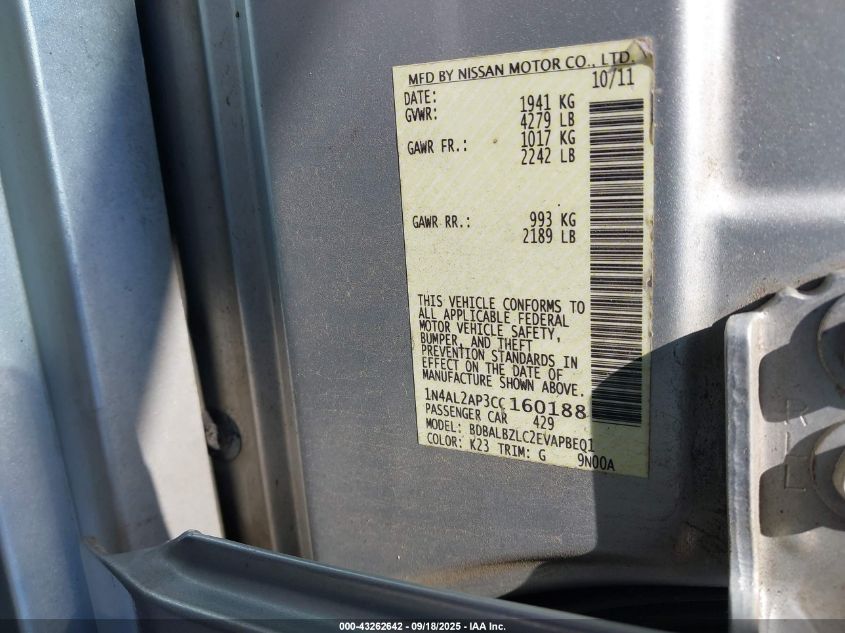 MFD BY NISSAN MOTOR CO., LTD.
DATE: 10/11
GVWR: 1941 KG
4279 LB
GAWR FR.: 1017 KG
2242 LB
GAWR RR.: 993 KG
2189 LB
THIS VEHICLE CONFORMS TO
ALL APPLICABLE FEDERAL
MOTOR VEHICLE SAFETY,
BUMPER, AND THEFT
PREVENTION STANDARDS IN
EFFECT ON THE DATE OF
MANUFACTURE SHOWN ABOVE.
1N4AL2AP3CC160188
PASSENGER CAR 429
MODEL: BDBALBZLC2EVAPBEQ1
COLOR: K23 TRIM: G 9N00A
000-43262642 - 09/18/2025 - IAA Inc.